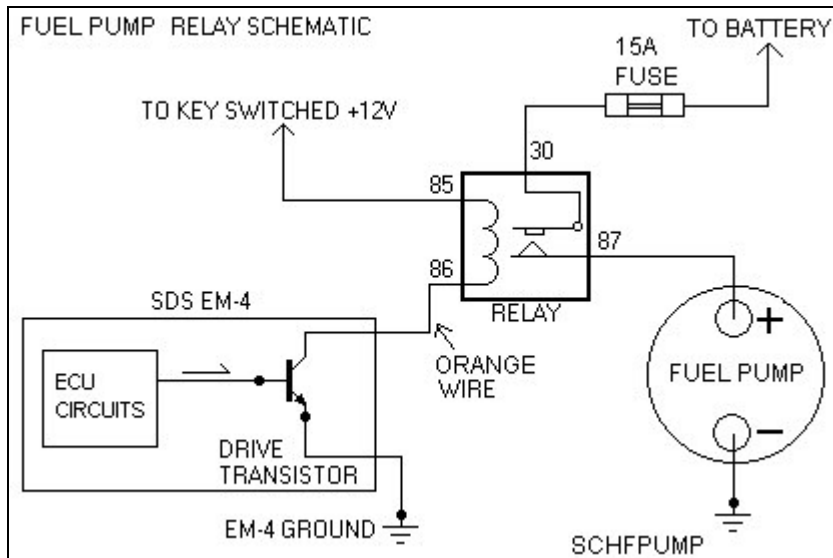 FUEL PUMP RELAY SCHEMATIC
TO BATTERY
15A
FUSE
TO KEY SWITCHED +12V
30
85
87
86
RELAY
SDS EM-4
ORANGE
WIRE
ECU
CIRCUITS
+
FUEL PUMP
−
DRIVE
TRANSISTOR
EM-4 GROUND
SCHFPUMP